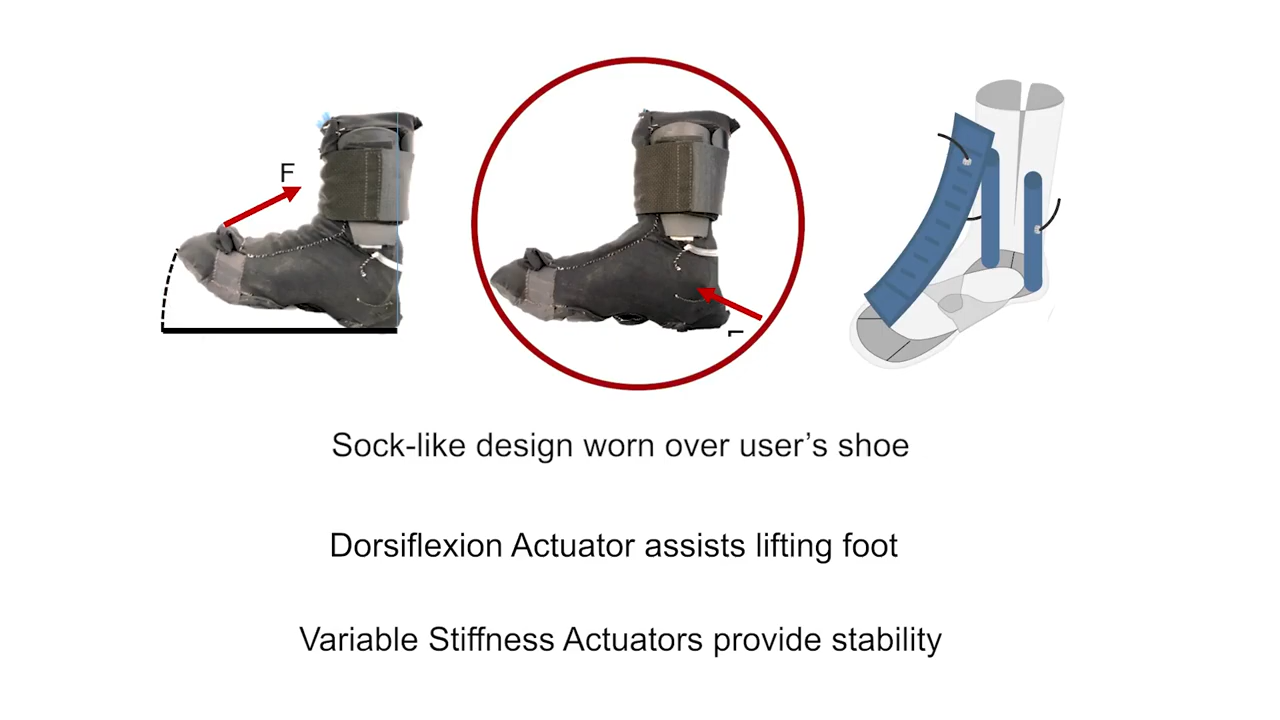 F
Sock-like design worn over user’s shoe
Dorsiflexion Actuator assists lifting foot
Variable Stiffness Actuators provide stability